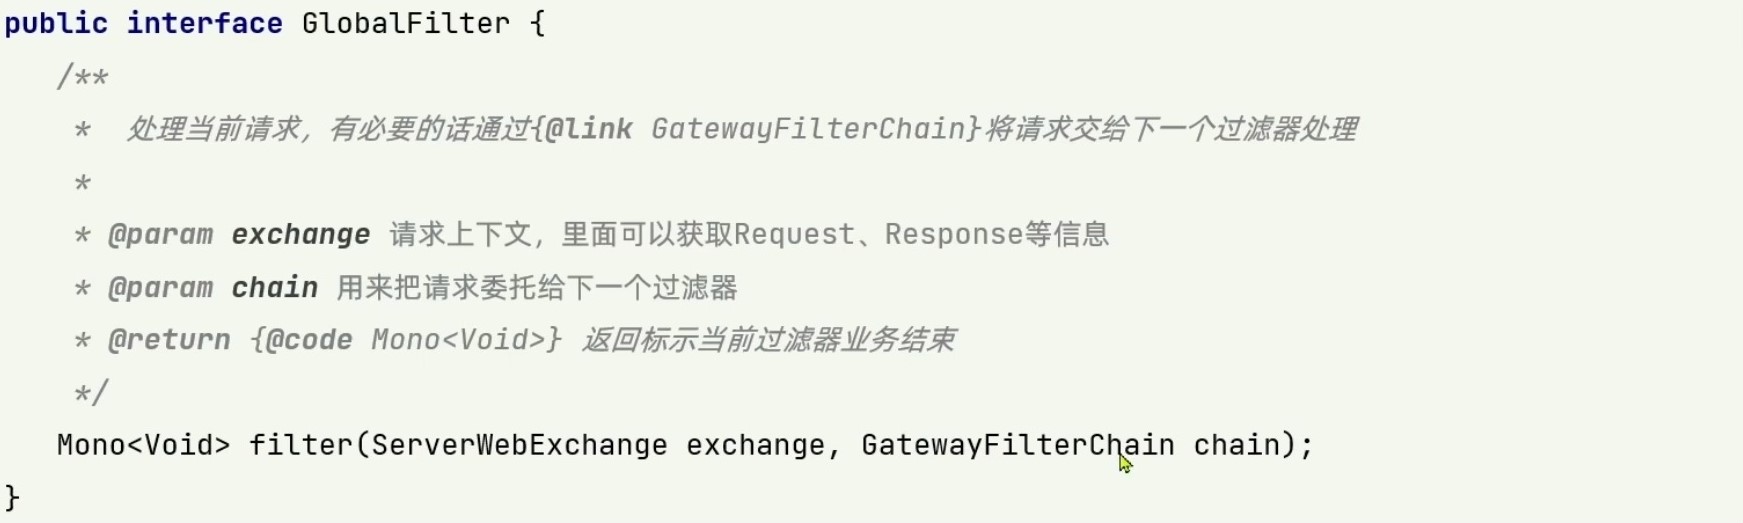 public interface GlobalFilter {
/**
* 处理当前请求，有必要的话通过{@link GatewayFilterChain}将请求交给下一个过滤器处理
*
* @param exchange 请求上下文，里面可以获取Request、Response等信息
* @param chain 用来把请求委托给下一个过滤器
* @return {@code Mono<Void>} 返回标示当前过滤器业务结束
*/
Mono<Void> filter(ServerWebExchange exchange, GatewayFilterChain chain);
}